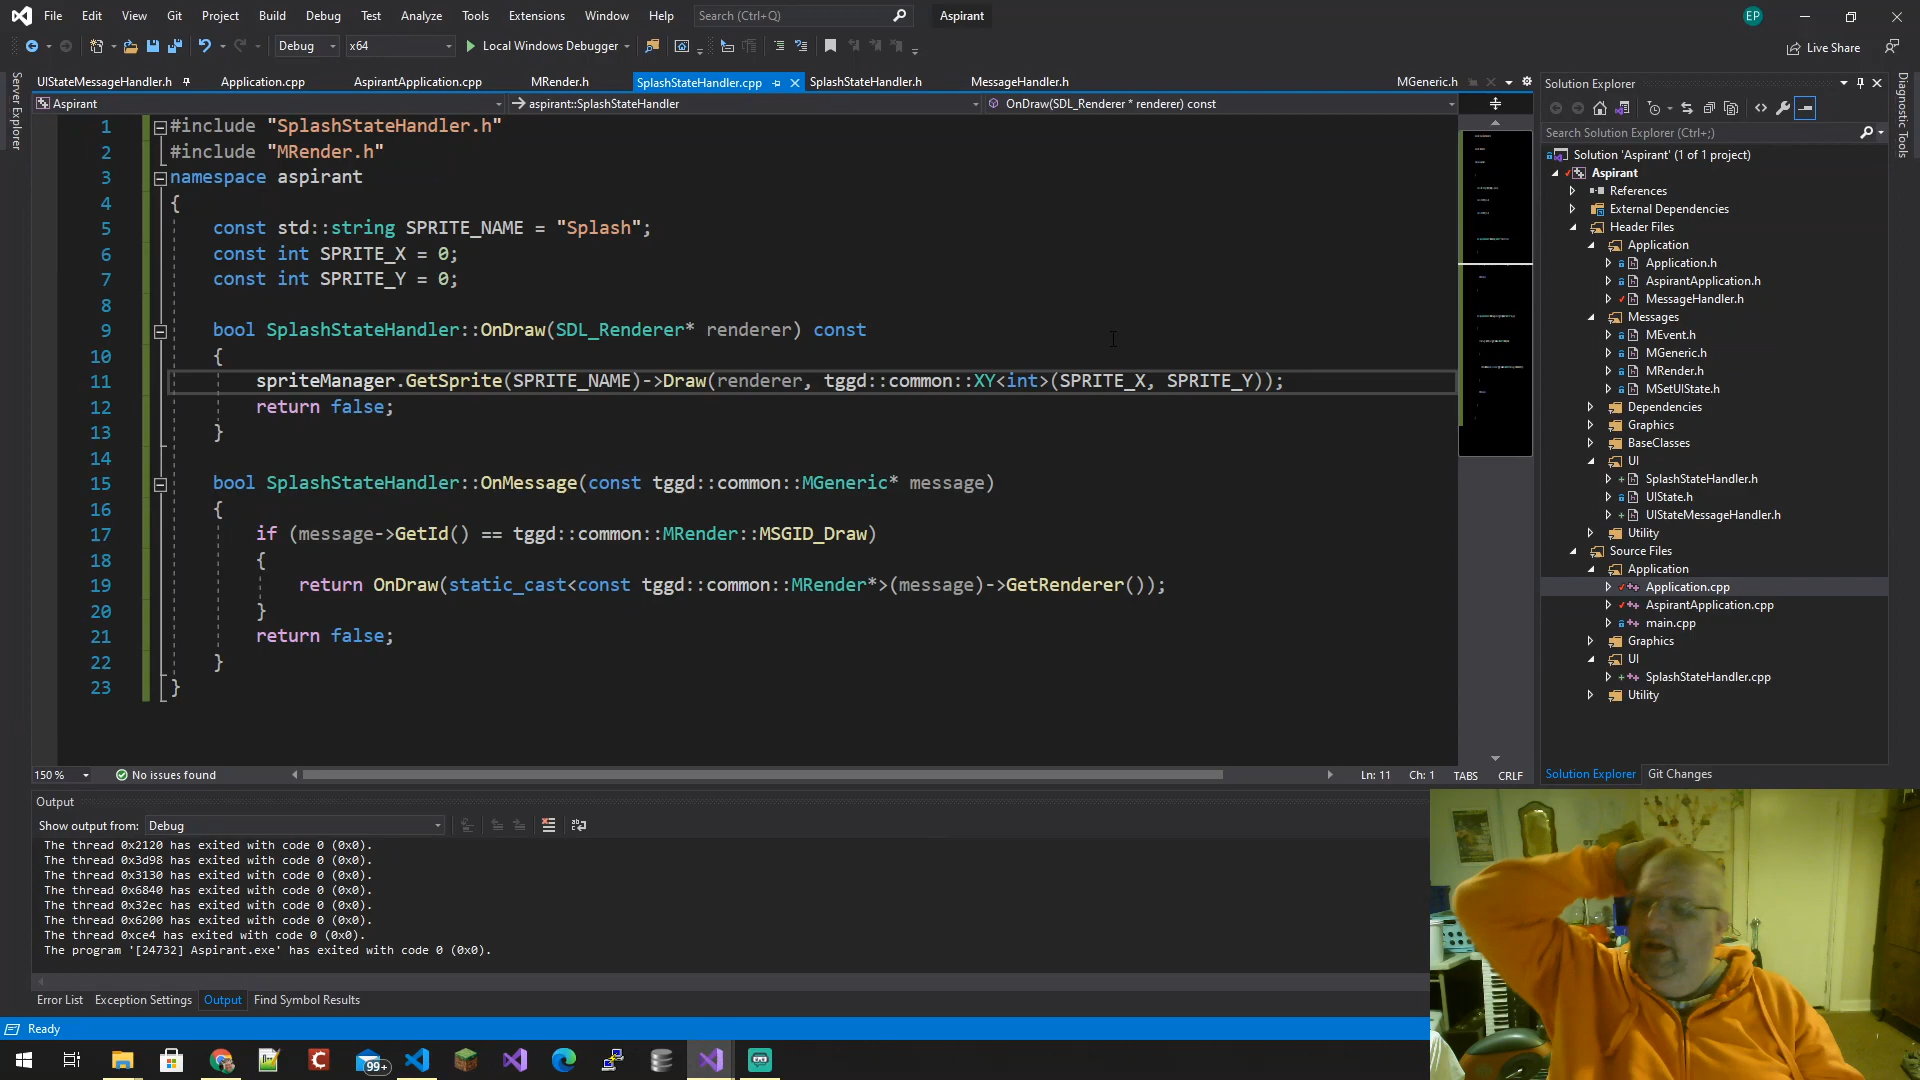 File Edit View Git Project Build Debug Test Analyze Tools Extensions Window Help Search (Ctrl+Q) Aspirant EP
Debug x64 Local Windows Debugger Live Share
UIStateMessageHandler.h Application.cpp AspirantApplication.cpp MRender.h SplashStateHandler.cpp SplashStateHandler.h MessageHandler.h MGeneric.h
Aspirant aspirant::SplashStateHandler OnDraw(SDL_Renderer * renderer) const
Server Explorer
Diagnostic Tools
1 #include "SplashStateHandler.h"
2 #include "MRender.h"
3 namespace aspirant
4 {
5 const std::string SPRITE_NAME = "Splash";
6 const int SPRITE_X = 0;
7 const int SPRITE_Y = 0;
8
9 bool SplashStateHandler::OnDraw(SDL_Renderer* renderer) const
10 {
11 spriteManager.GetSprite(SPRITE_NAME)->Draw(renderer, tggd::common::XY<int>(SPRITE_X, SPRITE_Y));
12 return false;
13 }
14
15 bool SplashStateHandler::OnMessage(const tggd::common::MGeneric* message)
16 {
17 if (message->GetId() == tggd::common::MRender::MSGID_Draw)
18 {
19 return OnDraw(static_cast<const tggd::common::MRender*>(message)->GetRenderer());
20 }
21 return false;
22 }
23 }
150 % No issues found Ln: 11 Ch: 1 TABS CRLF
Solution Explorer
Search Solution Explorer (Ctrl+;)
Solution 'Aspirant' (1 of 1 project)
Aspirant
References
External Dependencies
Header Files
Application
Application.h
AspirantApplication.h
MessageHandler.h
Messages
MEvent.h
MGeneric.h
MRender.h
MSetUIState.h
Dependencies
Graphics
BaseClasses
UI
SplashStateHandler.h
UIState.h
UIStateMessageHandler.h
Utility
Source Files
Application
Application.cpp
AspirantApplication.cpp
main.cpp
Graphics
UI
SplashStateHandler.cpp
Utility
Solution Explorer Git Changes
Output
Show output from: Debug
The thread 0x2120 has exited with code 0 (0x0).
The thread 0x3d98 has exited with code 0 (0x0).
The thread 0x3130 has exited with code 0 (0x0).
The thread 0x6840 has exited with code 0 (0x0).
The thread 0x32ec has exited with code 0 (0x0).
The thread 0x6200 has exited with code 0 (0x0).
The thread 0xce4 has exited with code 0 (0x0).
The program '[24732] Aspirant.exe' has exited with code 0 (0x0).
Error List Exception Settings Output Find Symbol Results
Ready
99+